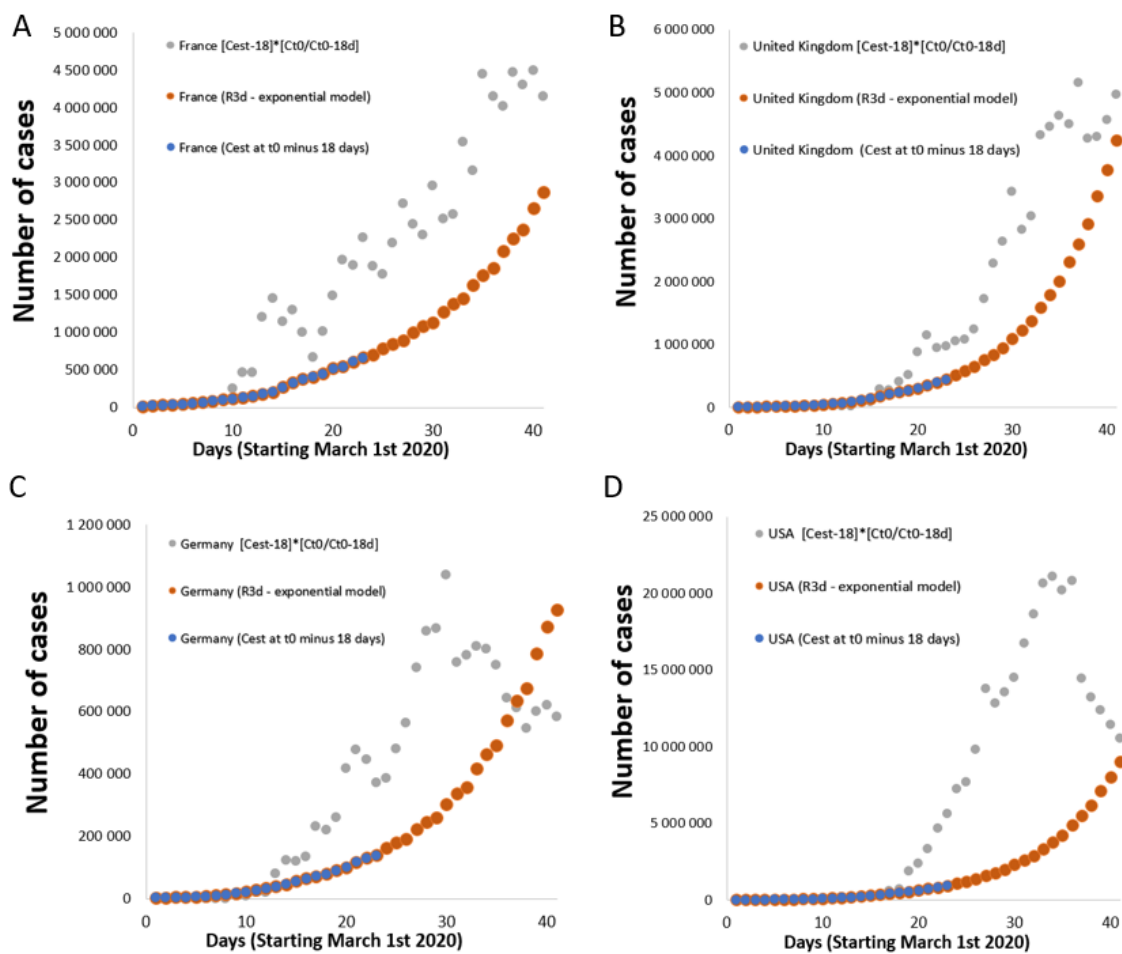 A
Number of cases
5 000 000
4 500 000
4 000 000
3 500 000
3 000 000
2 500 000
2 000 000
1 500 000
1 000 000
500 000
0
France [Cest-18]*[Ct0/Ct0-18d]
France (R3d - exponential model)
France (Cest at t0 minus 18 days)
0 10 20 30 40
Days (Starting March 1st 2020)
B
Number of cases
6 000 000
5 000 000
4 000 000
3 000 000
2 000 000
1 000 000
0
United Kingdom [Cest-18]*[Ct0/Ct0-18d]
United Kingdom (R3d - exponential model)
United Kingdom (Cest at t0 minus 18 days)
0 10 20 30 40
Days (Starting March 1st 2020)
C
Number of cases
1 200 000
1 000 000
800 000
600 000
400 000
200 000
0
Germany [Cest-18]*[Ct0/Ct0-18d]
Germany (R3d - exponential model)
Germany (Cest at t0 minus 18 days)
0 10 20 30 40
Days (Starting March 1st 2020)
D
Number of cases
25 000 000
20 000 000
15 000 000
10 000 000
5 000 000
0
USA [Cest-18]*[Ct0/Ct0-18d]
USA (R3d - exponential model)
USA (Cest at t0 minus 18 days)
0 10 20 30 40
Days (Starting March 1st 2020)